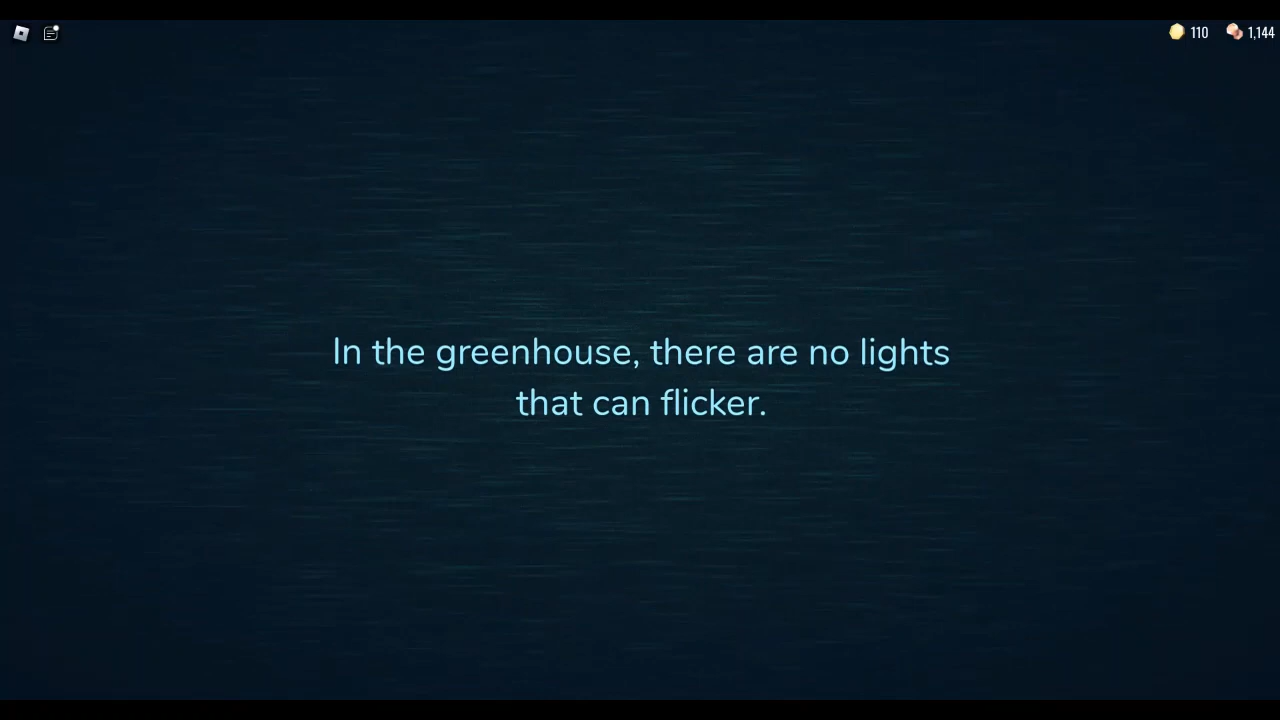 110 1,144
In the greenhouse, there are no lights
that can flicker.